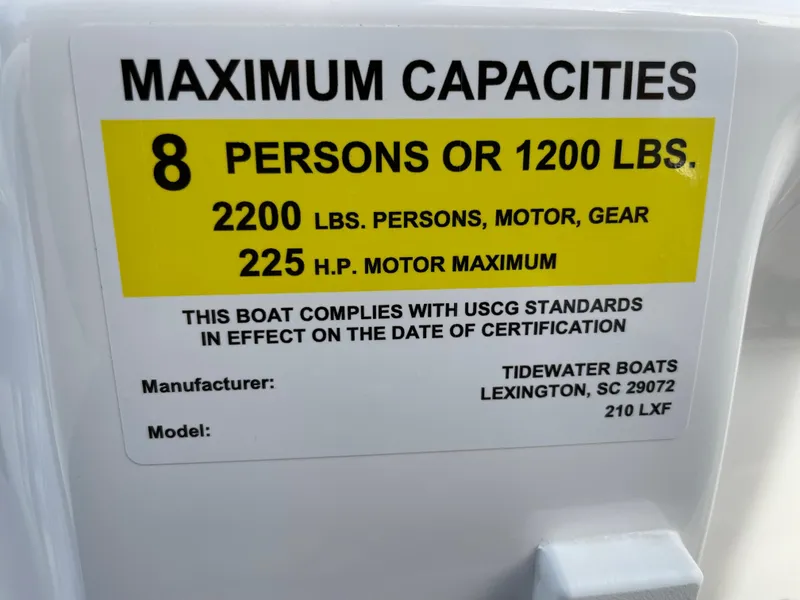 MAXIMUM CAPACITIES
8 PERSONS OR 1200 LBS.
2200 LBS. PERSONS, MOTOR, GEAR
225 H.P. MOTOR MAXIMUM
THIS BOAT COMPLIES WITH USCG STANDARDS
IN EFFECT ON THE DATE OF CERTIFICATION
Manufacturer: TIDEWATER BOATS
LEXINGTON, SC 29072
Model: 210 LXF